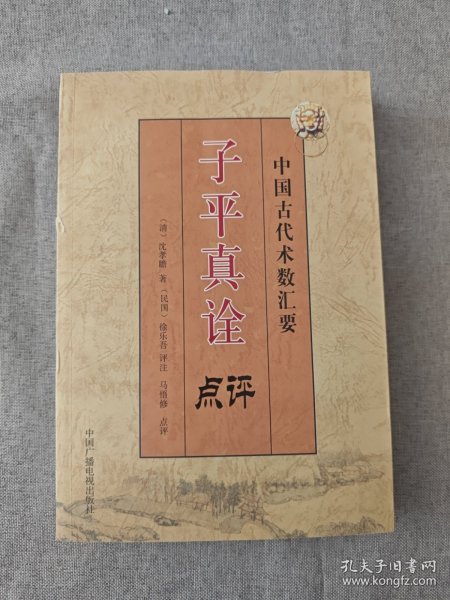 中国古代术数汇要
子平真诠
点评
（清）沈孝瞻 著（民国）徐乐吾 评注 马悟修 点评
中国广播电视出版社
孔夫子旧书网
www.kongfz.com